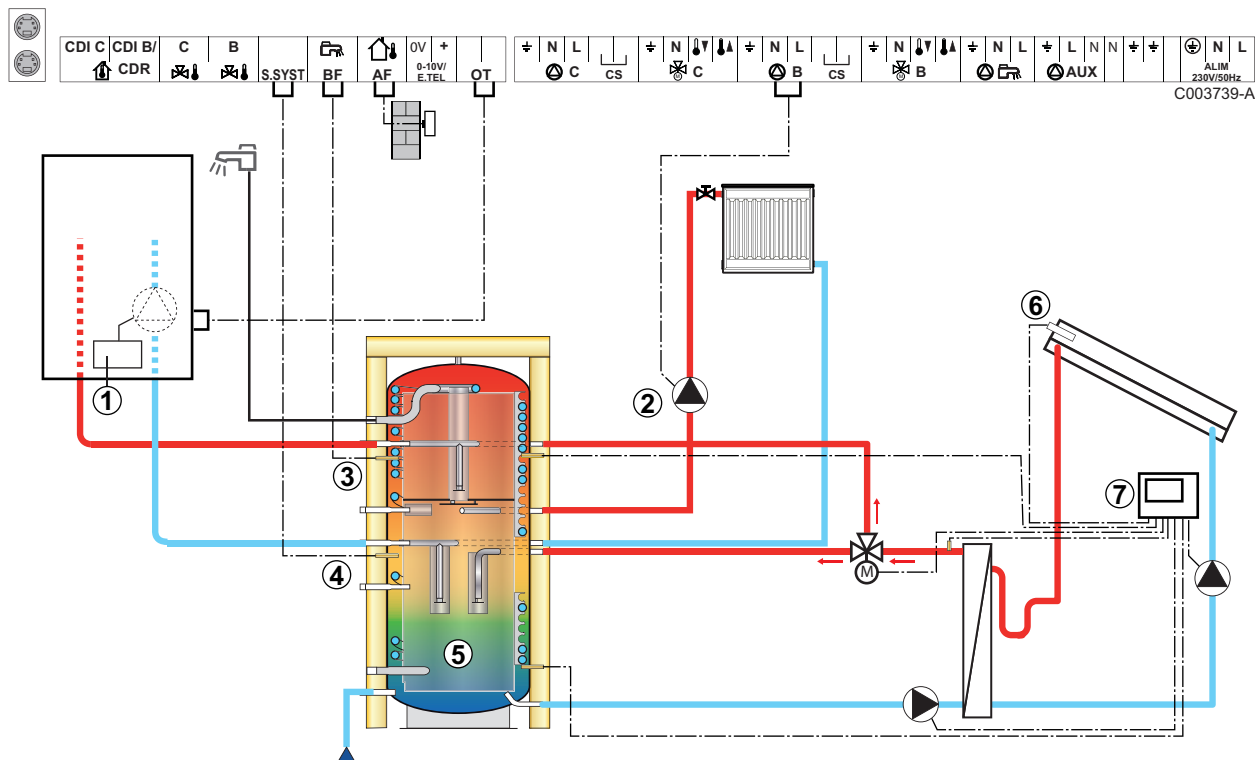 CDI C CDI B/ C B 0V + N L N N L N N L L N N N L
CDR 0-10V/ C CS C B CS B AUX ALIM
S.SYST BF AF E.TEL OT 230V/50Hz
C003739-A
6
1
2
7
3
M
4
5